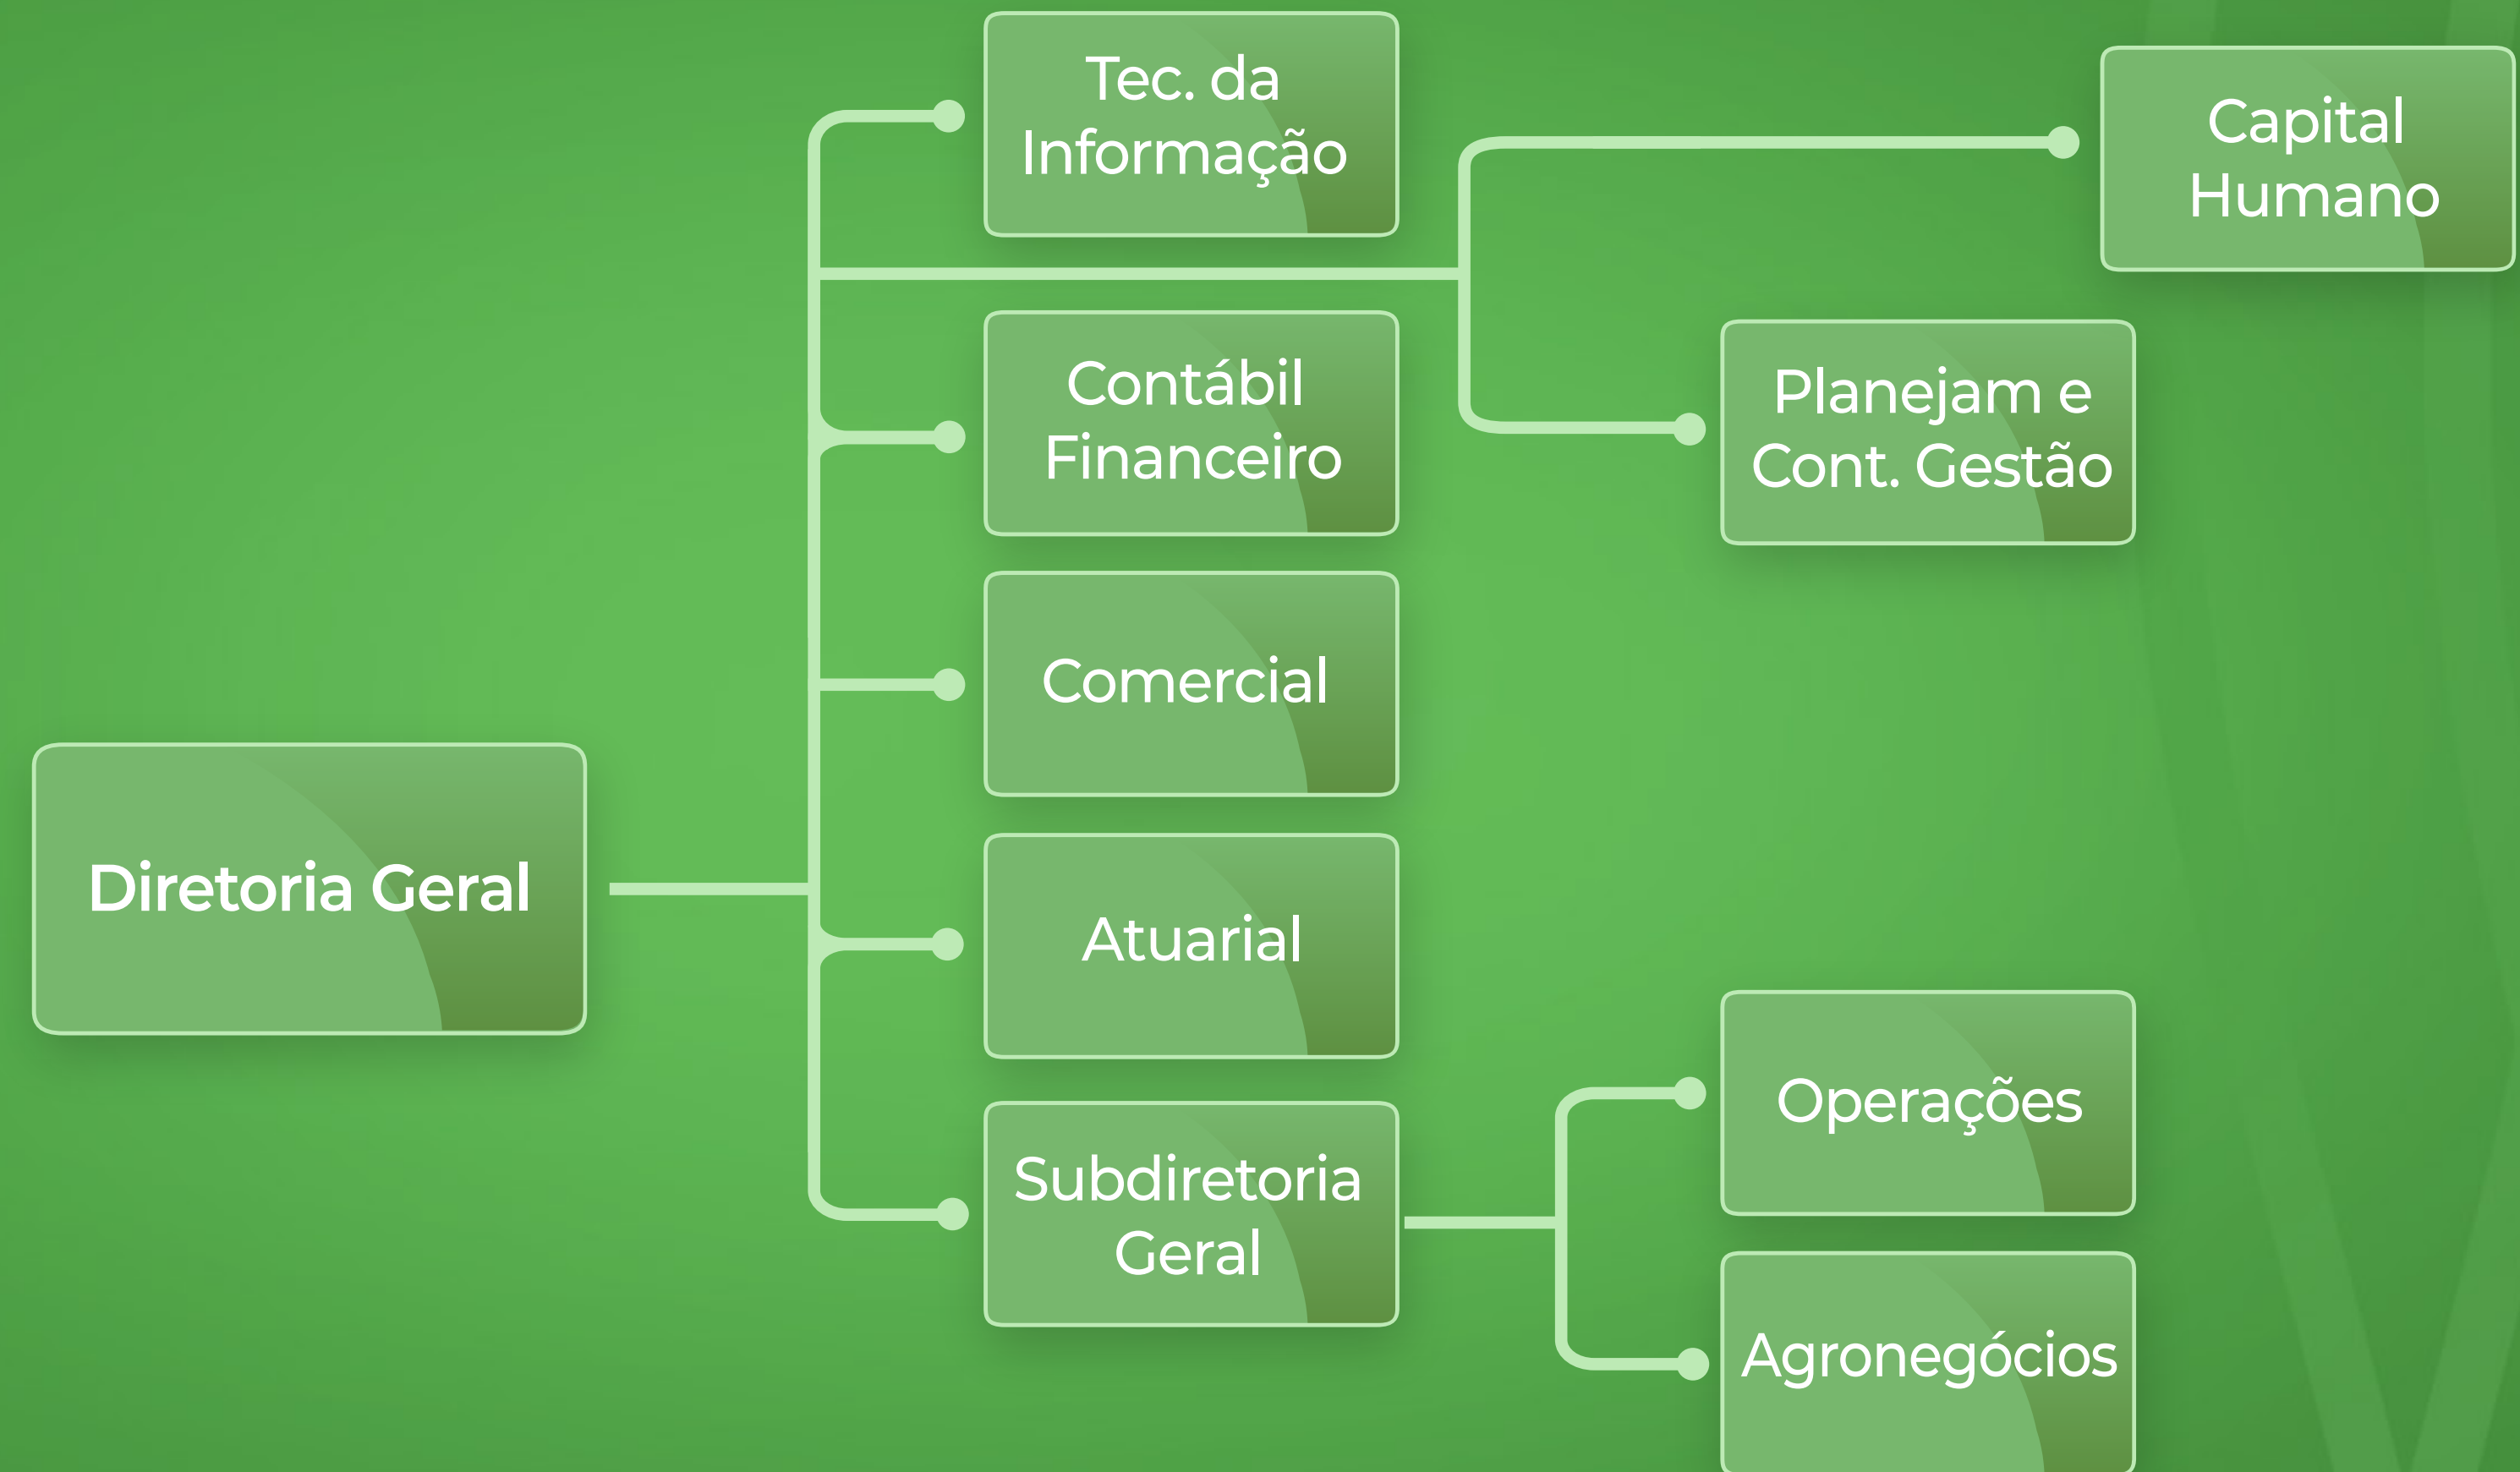 Tec. da
Informação
Capital
Humano
Contábil
Financeiro
Planejam e
Cont. Gestão
Comercial
Diretoria Geral
Atuarial
Operações
Subdiretoria
Geral
Agronegócios